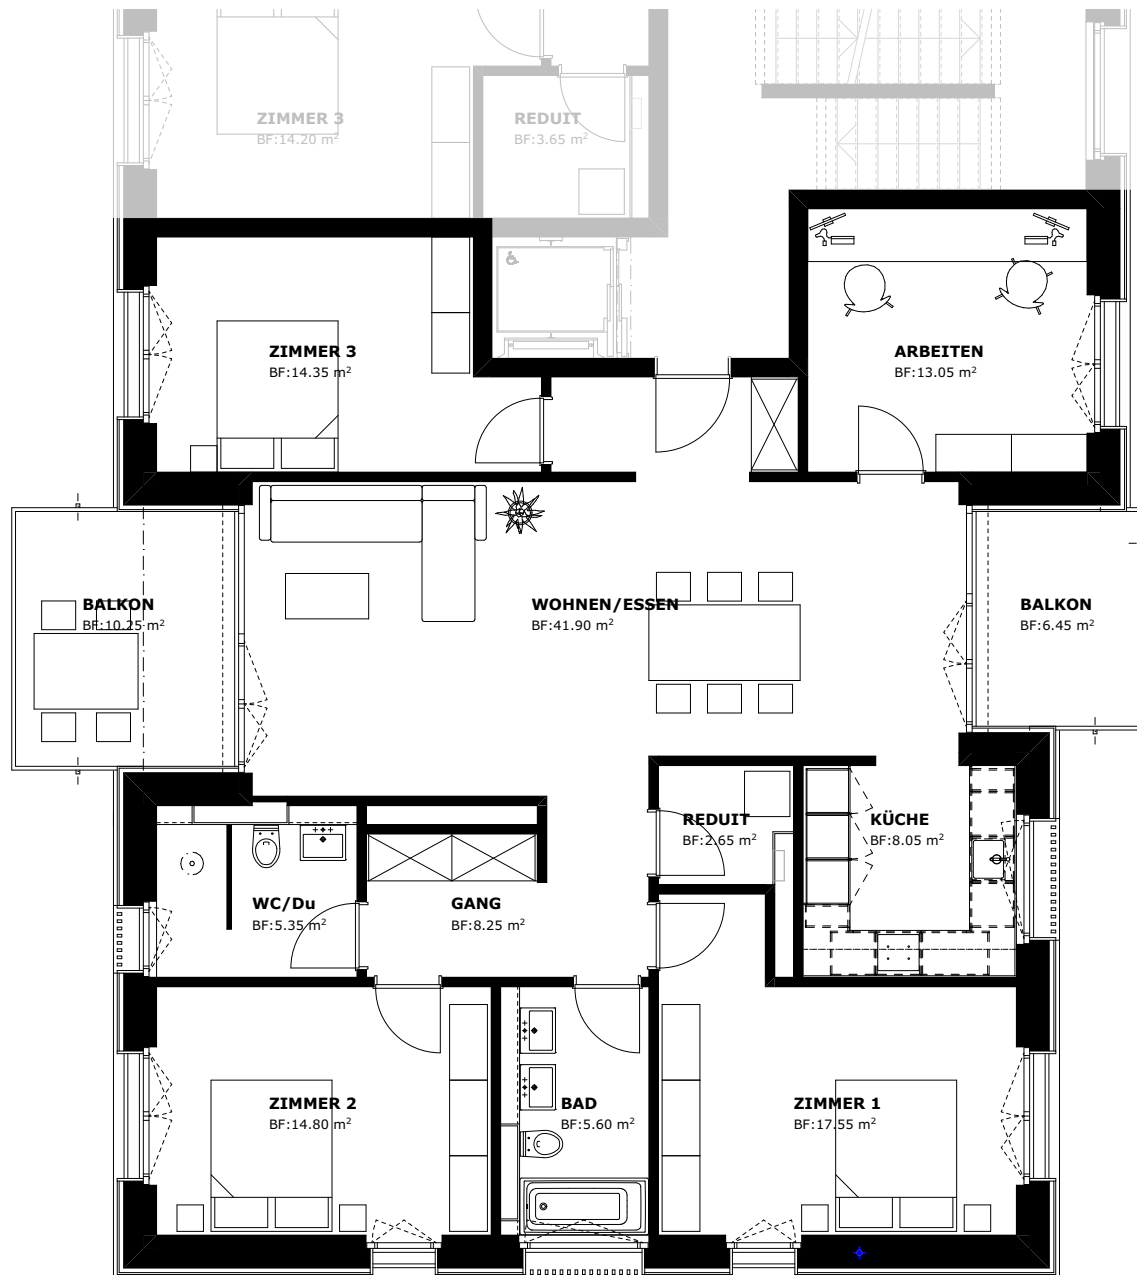 ZIMMER 3
BF:14.20 m²
REDUIT
BF:3.65 m²
ZIMMER 3
BF:14.35 m²
ARBEITEN
BF:13.05 m²
BALKON
BF:10.25 m²
WOHNEN/ESSEN
BF:41.90 m²
BALKON
BF:6.45 m²
REDUIT
BF:2.65 m²
KÜCHE
BF:8.05 m²
WC/Du
BF:5.35 m²
GANG
BF:8.25 m²
ZIMMER 2
BF:14.80 m²
BAD
BF:5.60 m²
ZIMMER 1
BF:17.55 m²